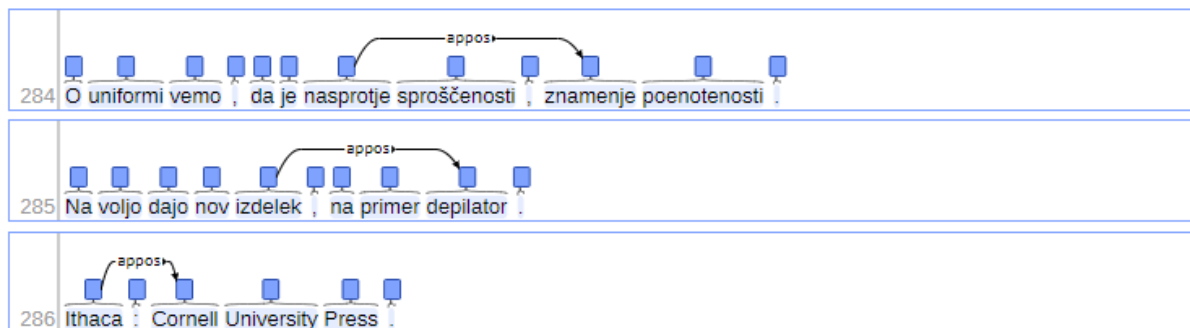 appos
284 O uniformi vemo , da je nasprotje sproščenosti , znamenje poenotenosti .
appos
285 Na voljo dajo nov izdelek , na primer depilator .
appos
286 Ithaca : Cornell University Press .